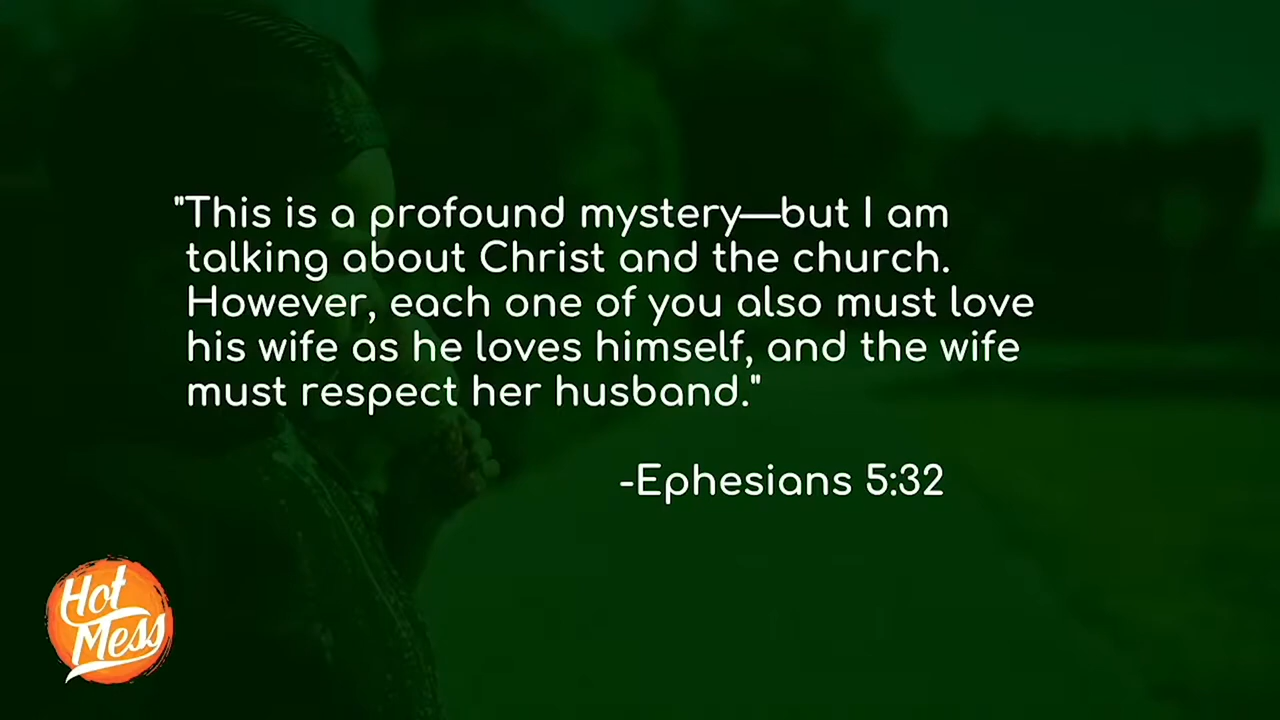 "This is a profound mystery—but I am
talking about Christ and the church.
However, each one of you also must love
his wife as he loves himself, and the wife
must respect her husband."
-Ephesians 5:32
Hot
Mess